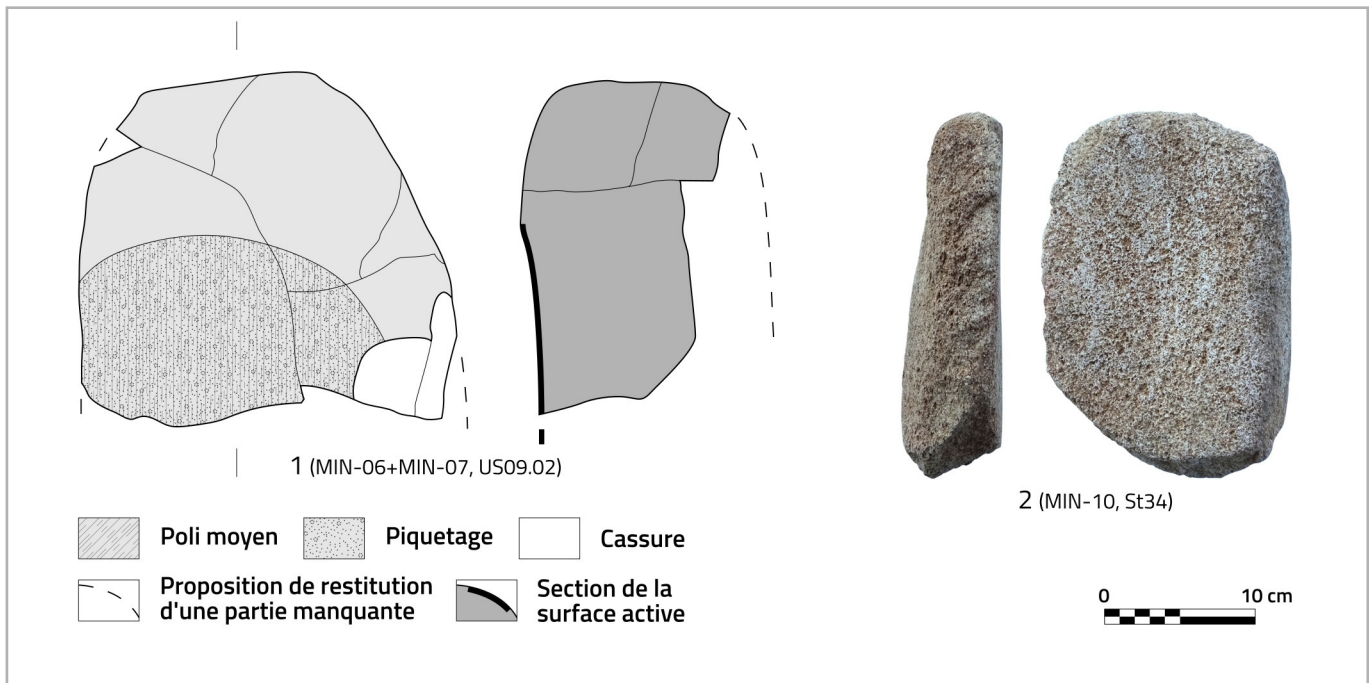 1 (MIN-06+MIN-07, US09.02)
2 (MIN-10, St34)
Poli moyen
Piquetage
Cassure
Proposition de restitution
d'une partie manquante
Section de la
surface active
0 10 cm